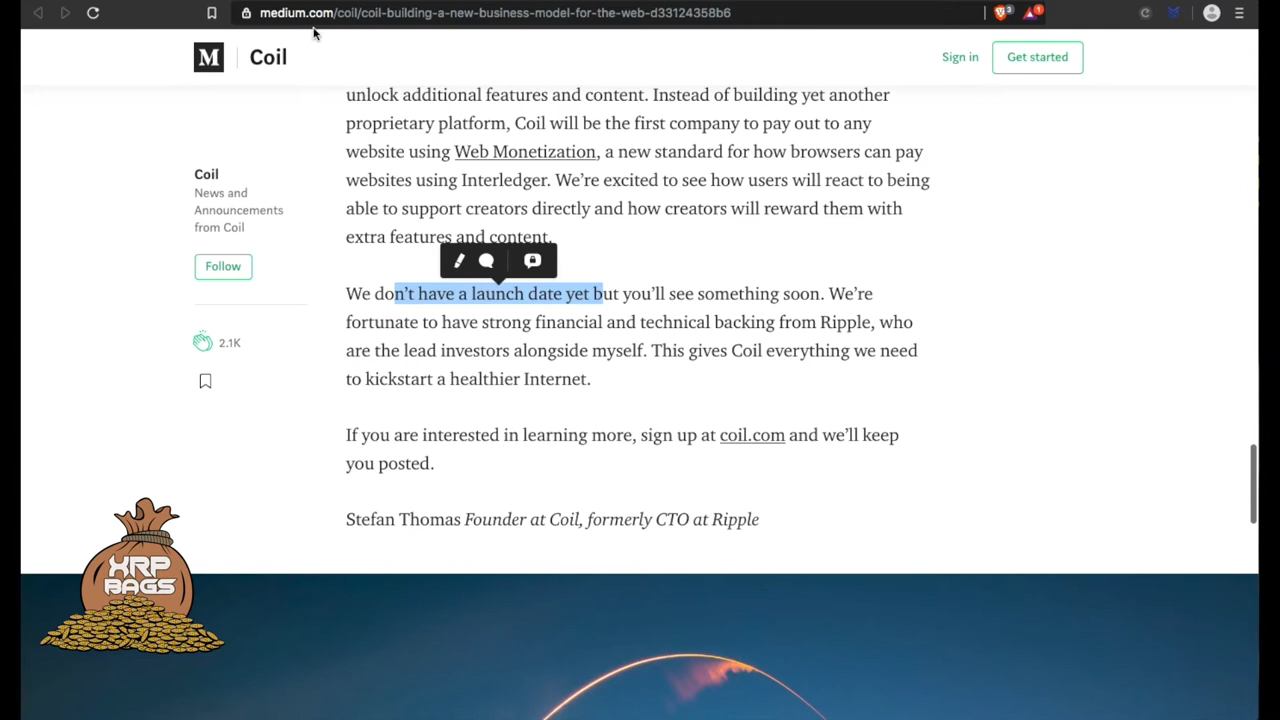 medium.com/coil/coil-building-a-new-business-model-for-the-web-d33124358b6
3
1
M
Coil
Sign in
Get started
unlock additional features and content. Instead of building yet another
proprietary platform, Coil will be the first company to pay out to any
website using Web Monetization, a new standard for how browsers can pay
websites using Interledger. We’re excited to see how users will react to being
able to support creators directly and how creators will reward them with
extra features and content.
Coil
News and
Announcements
from Coil
Follow
2.1K
We don’t have a launch date yet but you’ll see something soon. We’re
fortunate to have strong financial and technical backing from Ripple, who
are the lead investors alongside myself. This gives Coil everything we need
to kickstart a healthier Internet.
If you are interested in learning more, sign up at coil.com and we’ll keep
you posted.
Stefan Thomas Founder at Coil, formerly CTO at Ripple
XRP
BAGS